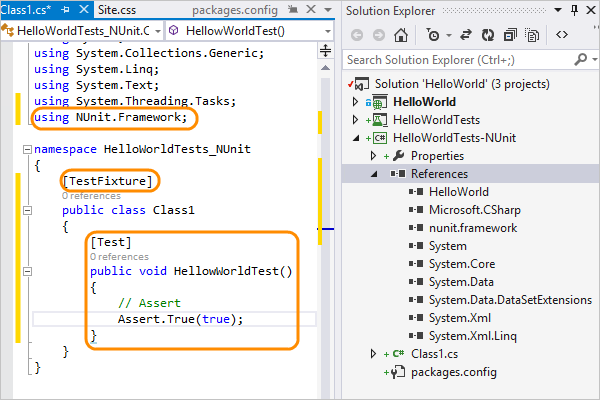 Class1.cs*
Site.css
packages.config
HelloWorldTests_NUnit.C
HellowWorldTest()
using System.Collections.Generic;
using System.Linq;
using System.Text;
using System.Threading.Tasks;
using NUnit.Framework;
namespace HelloWorldTests_NUnit
{
[TestFixture]
0 references
public class Class1
{
[Test]
0 references
public void HellowWorldTest()
{
// Assert
Assert.True(true);
}
}
}
Solution Explorer
Search Solution Explorer (Ctrl+;)
Solution 'HelloWorld' (3 projects)
HelloWorld
HelloWorldTests
HelloWorldTests-NUnit
Properties
References
HelloWorld
Microsoft.CSharp
nunit.framework
System
System.Core
System.Data
System.Data.DataSetExtensions
System.Xml
System.Xml.Linq
Class1.cs
packages.config